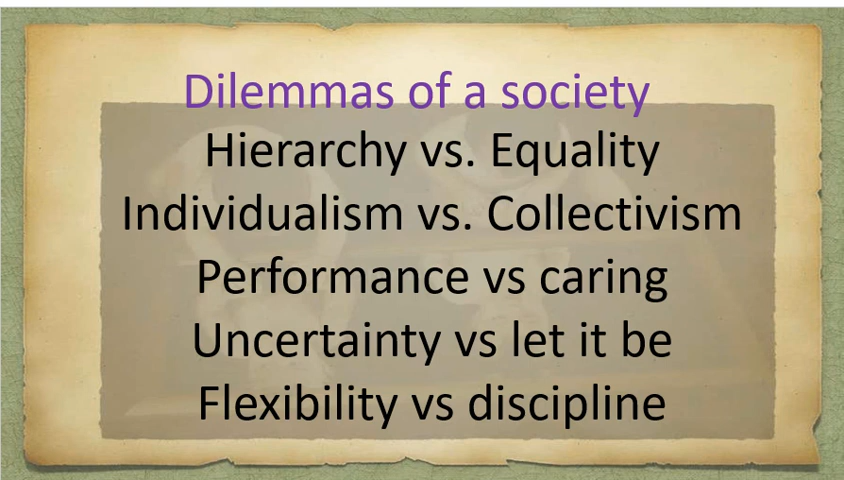 Dilemmas of a society
Hierarchy vs. Equality
Individualism vs. Collectivism
Performance vs caring
Uncertainty vs let it be
Flexibility vs discipline